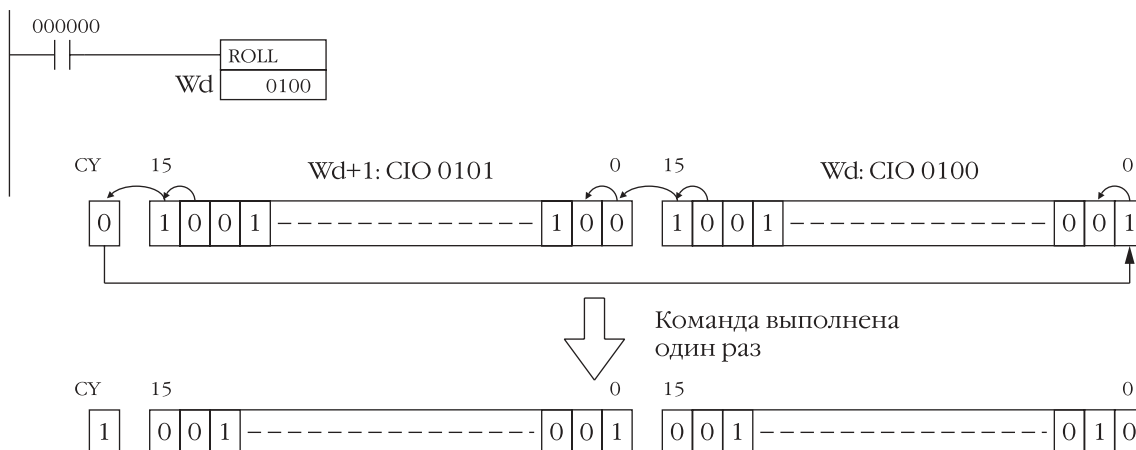 000000
ROLL
Wd 0100
CY 15 Wd+1: CIO 0101 0 15 Wd: CIO 0100 0
0 1 0 0 1 1 0 0 1 0 0 1 0 0 1
Команда выполнена
один раз
CY 15 0 15 0
1 0 0 1 0 0 1 0 0 1 0 1 0